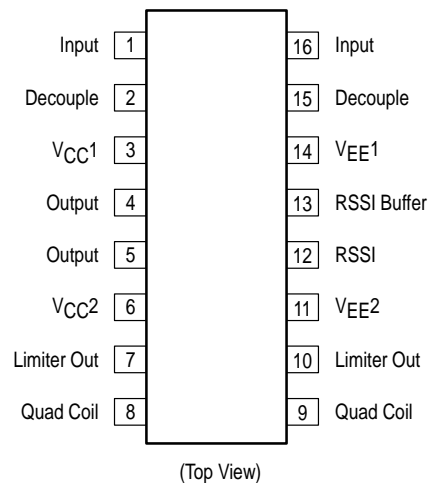 Input 1 16 Input
Decouple 2 15 Decouple
VCC1 3 14 VEE1
Output 4 13 RSSI Buffer
Output 5 12 RSSI
VCC2 6 11 VEE2
Limiter Out 7 10 Limiter Out
Quad Coil 8 9 Quad Coil
(Top View)